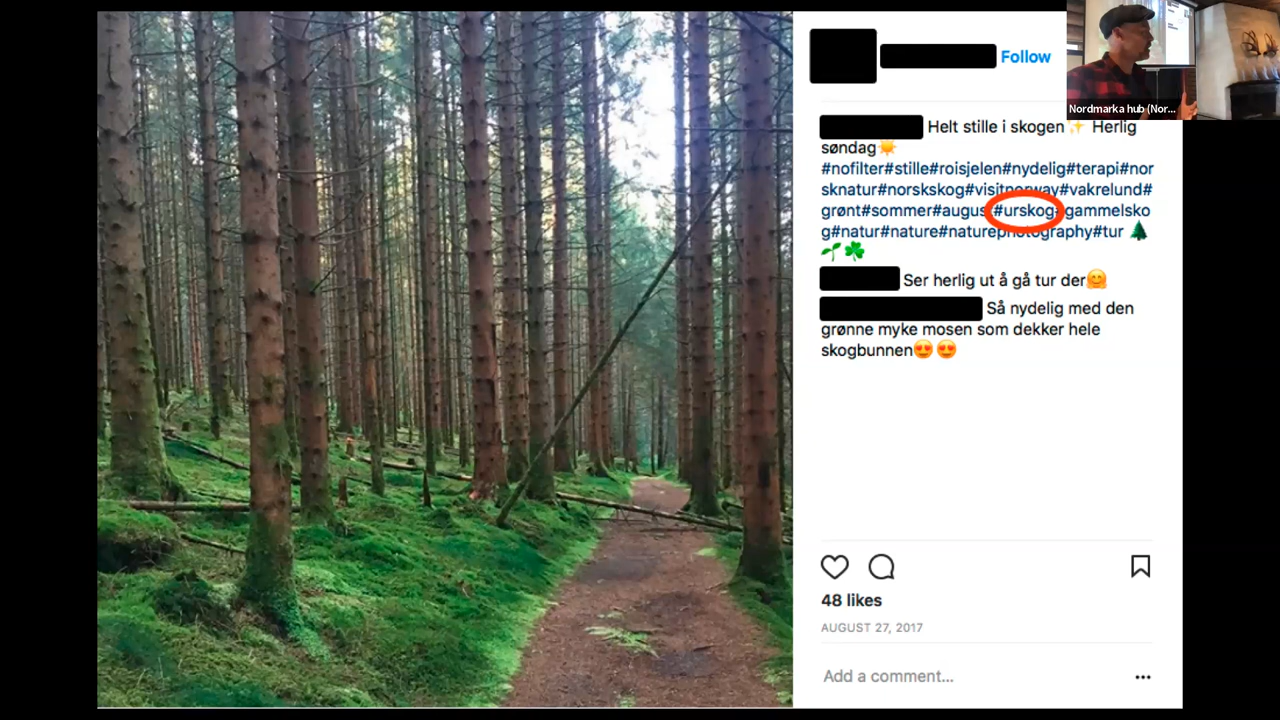 Follow
Nordmarka hub (Nor...
Helt stille i skogen✨ Herlig
søndag☀️
#nofilter#stille#roisjelen#nydelig#terapi#nor
sknatur#norskskog#visitnorway#vakrelund#
grønt#sommer#august#urskog#gammelsko
g#natur#nature#naturephotography#tur 🌲
🌱☘️
Ser herlig ut å gå tur der🤗
Så nydelig med den
grønne myke mosen som dekker hele
skogbunnen😍😍
48 likes
AUGUST 27, 2017
Add a comment...